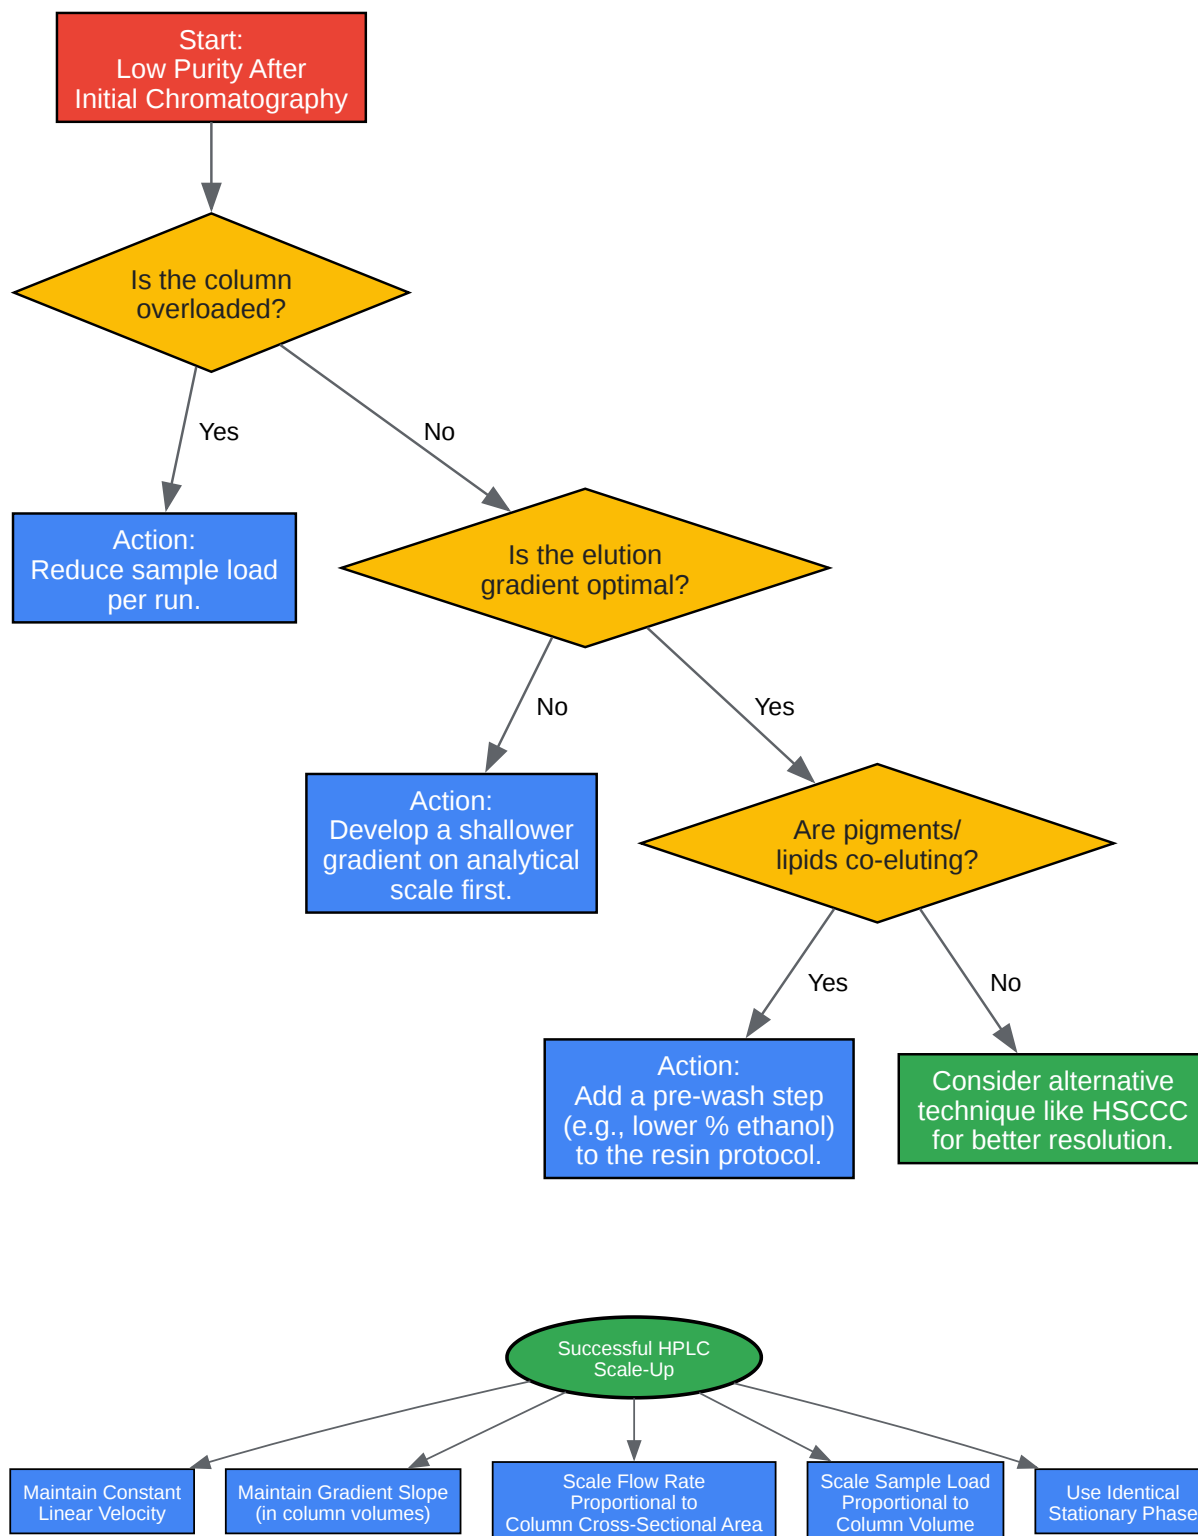 Start:
Low Purity After
Initial Chromatography
Is the column
overloaded?
Yes
No
Action:
Reduce sample load
per run.
Is the elution
gradient optimal?
No
Yes
Action:
Develop a shallower
gradient on analytical
scale first.
Are pigments/
lipids co-eluting?
Yes
No
Action:
Add a pre-wash step
(e.g., lower % ethanol)
to the resin protocol.
Consider alternative
technique like HSCCC
for better resolution.
Successful HPLC
Scale-Up
Maintain Constant
Linear Velocity
Maintain Gradient Slope
(in column volumes)
Scale Flow Rate
Proportional to
Column Cross-Sectional Area
Scale Sample Load
Proportional to
Column Volume
Use Identical
Stationary Phase